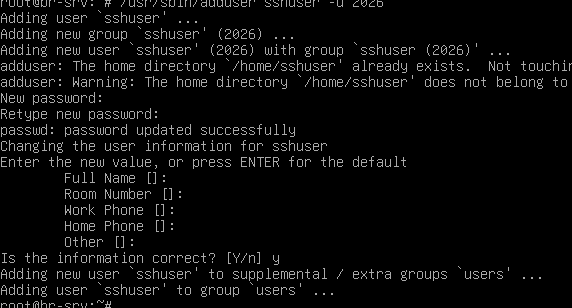 root@br-srv:~# /usr/sbin/adduser sshuser -u 2026
Adding user `sshuser' ...
Adding new group `sshuser' (2026) ...
Adding new user `sshuser' (2026) with group `sshuser (2026)' ...
adduser: The home directory `/home/sshuser' already exists.  Not touchin
adduser: Warning: The home directory `/home/sshuser' does not belong to
New password:
Retype new password:
passwd: password updated successfully
Changing the user information for sshuser
Enter the new value, or press ENTER for the default
        Full Name []:
        Room Number []:
        Work Phone []:
        Home Phone []:
        Other []:
Is the information correct? [Y/n] y
Adding new user `sshuser' to supplemental / extra groups `users' ...
Adding user `sshuser' to group `users' ...
root@br-srv:~#